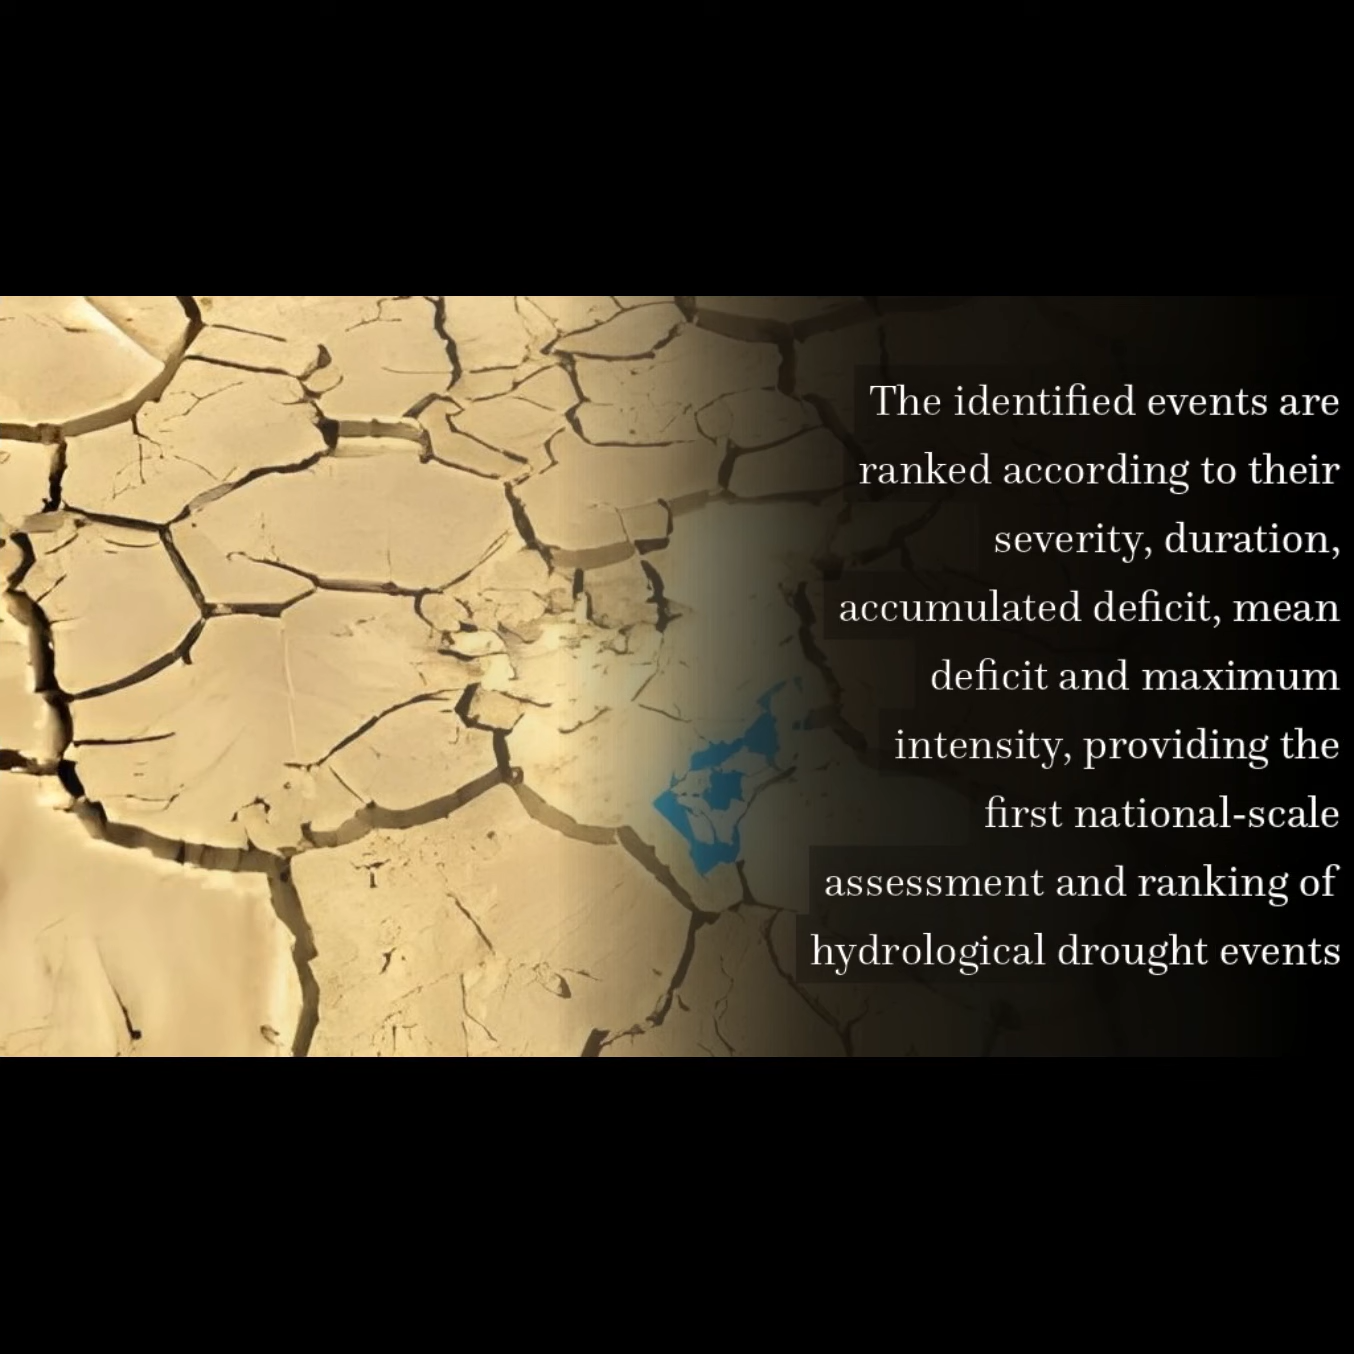 The identified events are
ranked according to their
severity, duration,
accumulated deficit, mean
deficit and maximum
intensity, providing the
first national-scale
assessment and ranking of
hydrological drought events